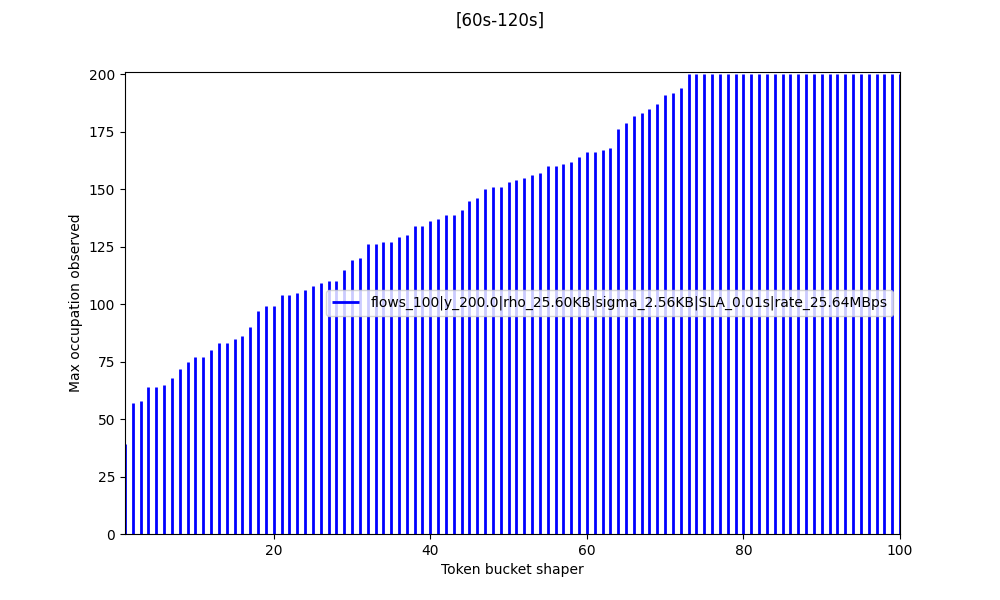 [60s-120s]
200
175
150
125
100
75
50
25
0
Max occupation observed
flows_100|y_200.0|rho_25.60KB|sigma_2.56KB|SLA_0.01s|rate_25.64MBps
20 40 60 80 100
Token bucket shaper